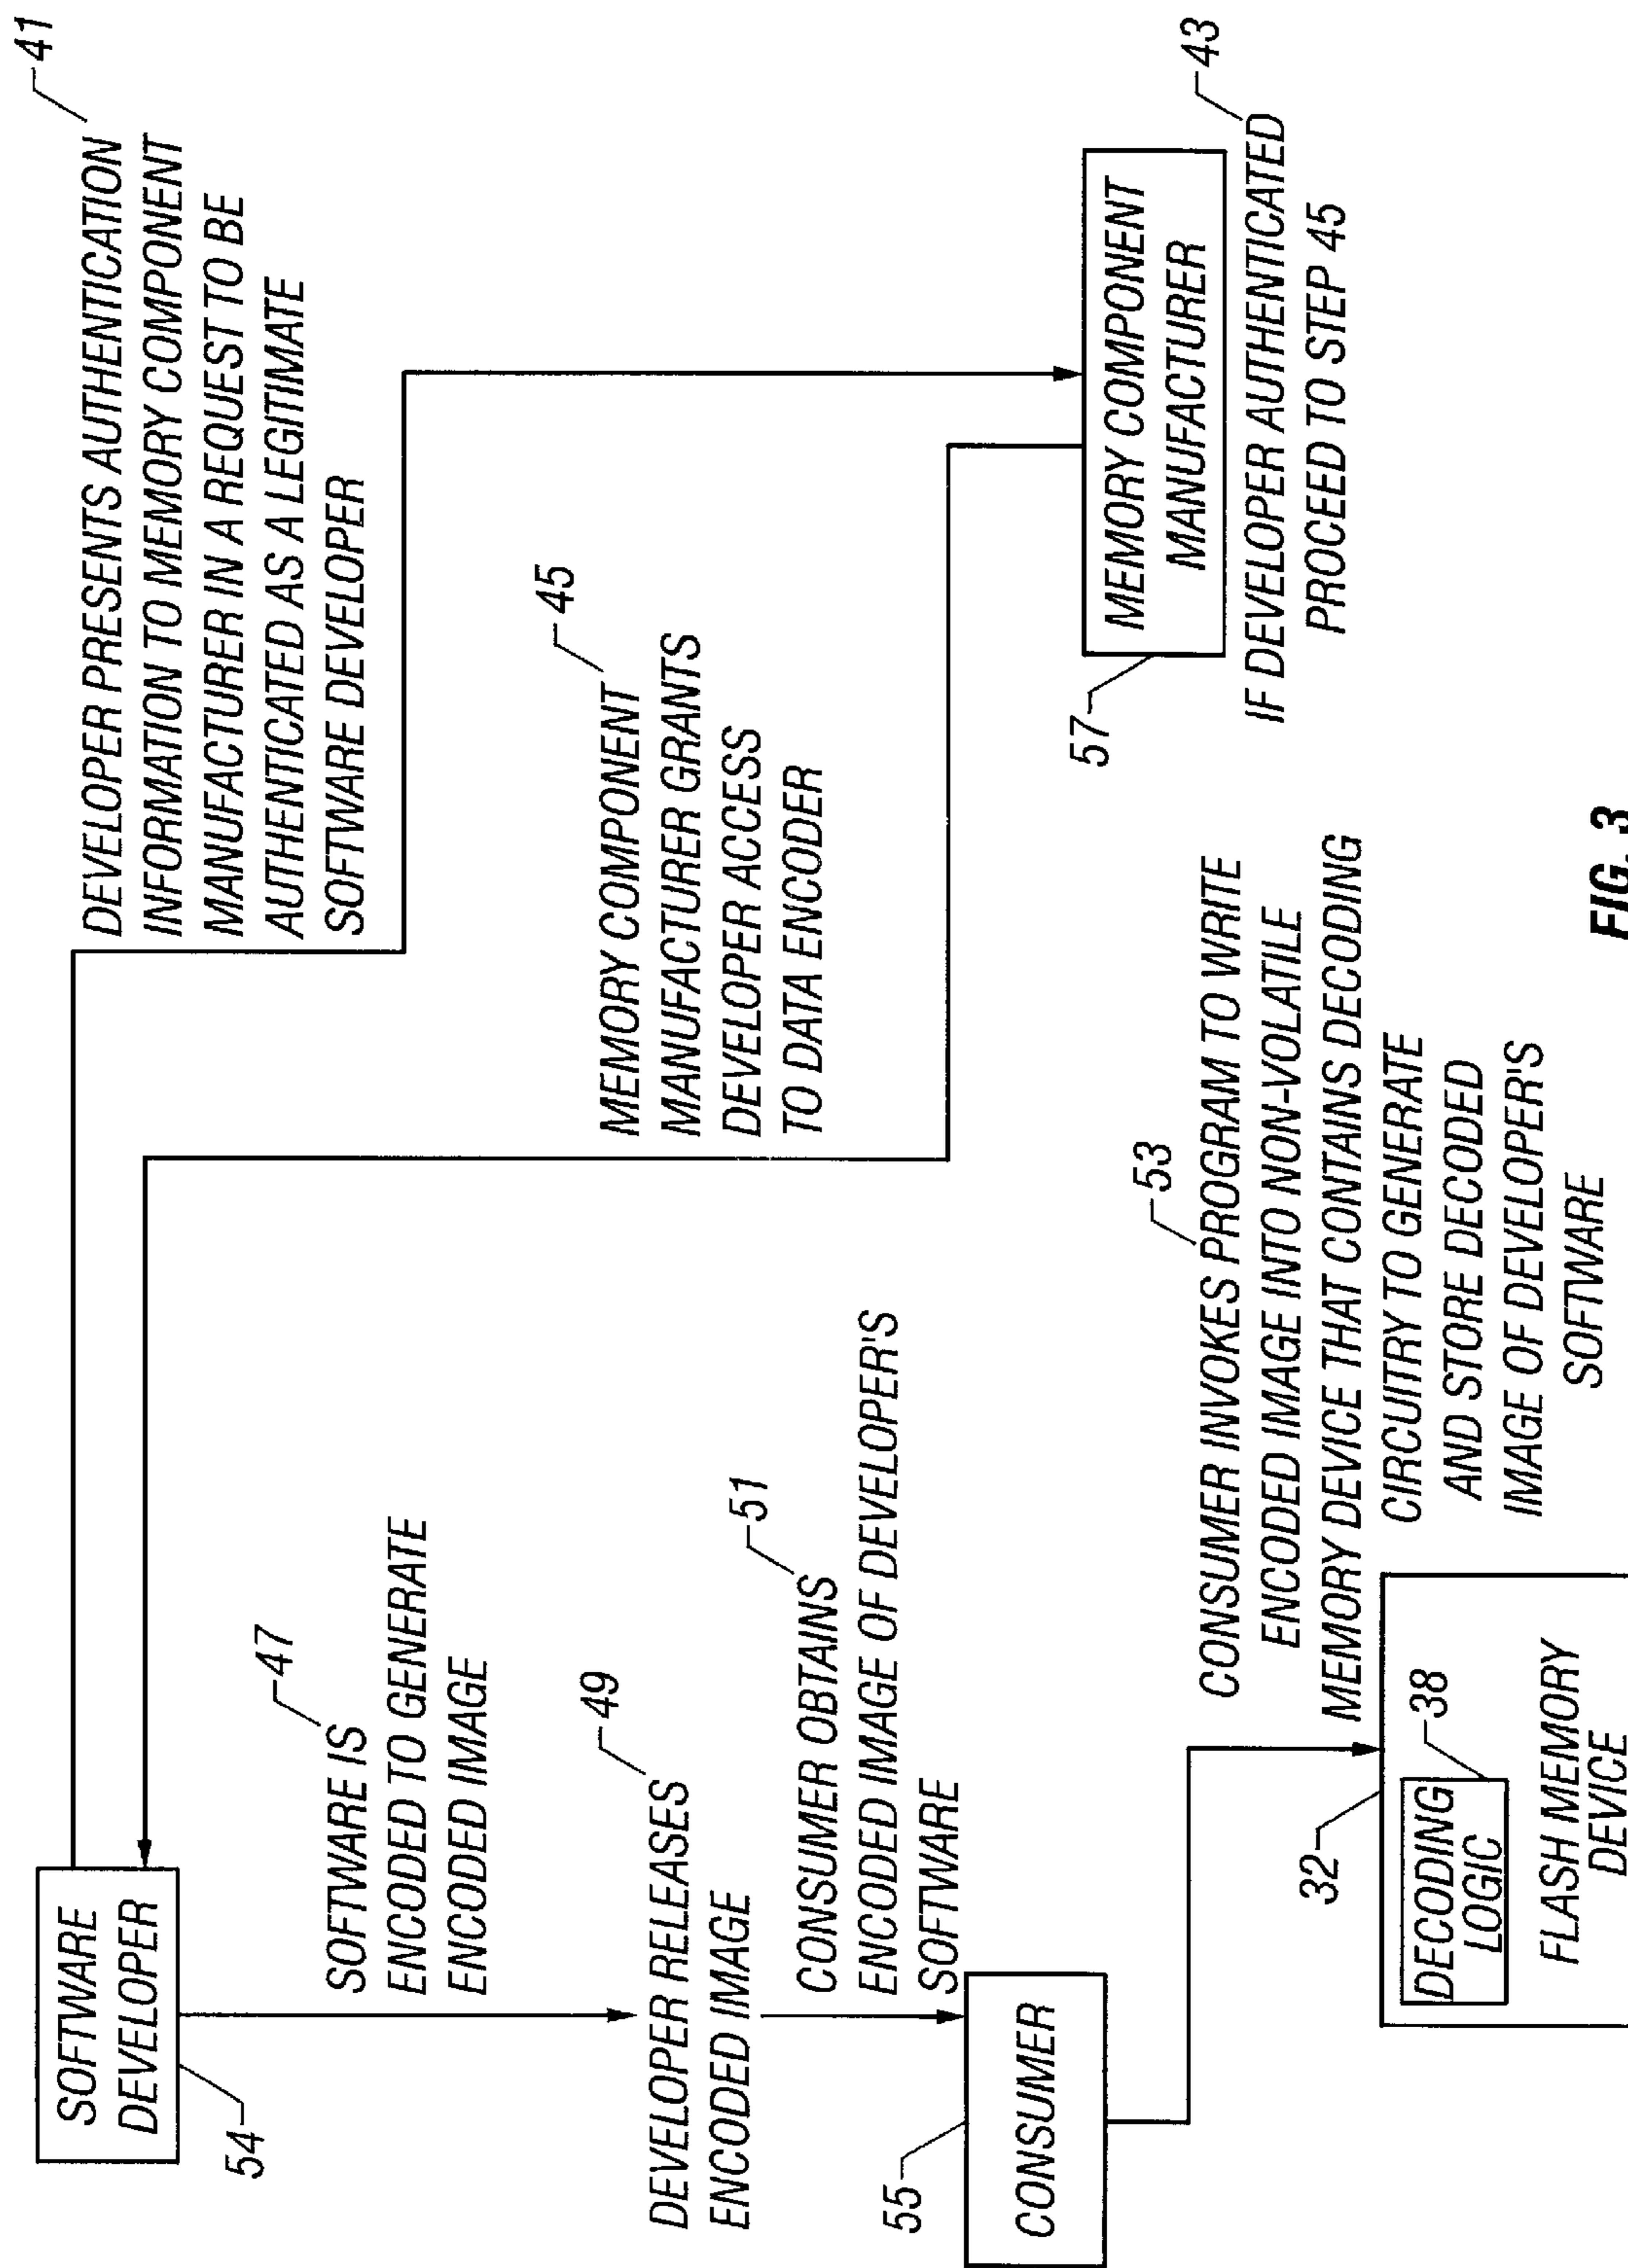 41
DEVELOPER PRESENTS AUTHENTICATION
INFORMATION TO MEMORY COMPONENT
MANUFACTURER IN A REQUEST TO BE
AUTHENTICATED AS A LEGITIMATE
SOFTWARE DEVELOPER
SOFTWARE
DEVELOPER
54
45
MEMORY COMPONENT
MANUFACTURER GRANTS
DEVELOPER ACCESS
TO DATA ENCODER
47
SOFTWARE IS
ENCODED TO GENERATE
ENCODED IMAGE
49
DEVELOPER RELEASES
ENCODED IMAGE
51
CONSUMER OBTAINS
ENCODED IMAGE OF DEVELOPER'S
SOFTWARE
55
CONSUMER
57
MEMORY COMPONENT
MANUFACTURER
43
IF DEVELOPER AUTHENTICATED
PROCEED TO STEP 45
53
CONSUMER INVOKES PROGRAM TO WRITE
ENCODED IMAGE INTO NON-VOLATILE
MEMORY DEVICE THAT CONTAINS DECODING
CIRCUITRY TO GENERATE
AND STORE DECODED
IMAGE OF DEVELOPER'S
SOFTWARE
32
38
DECODING
LOGIC
FLASH MEMORY
DEVICE
FIG. 3